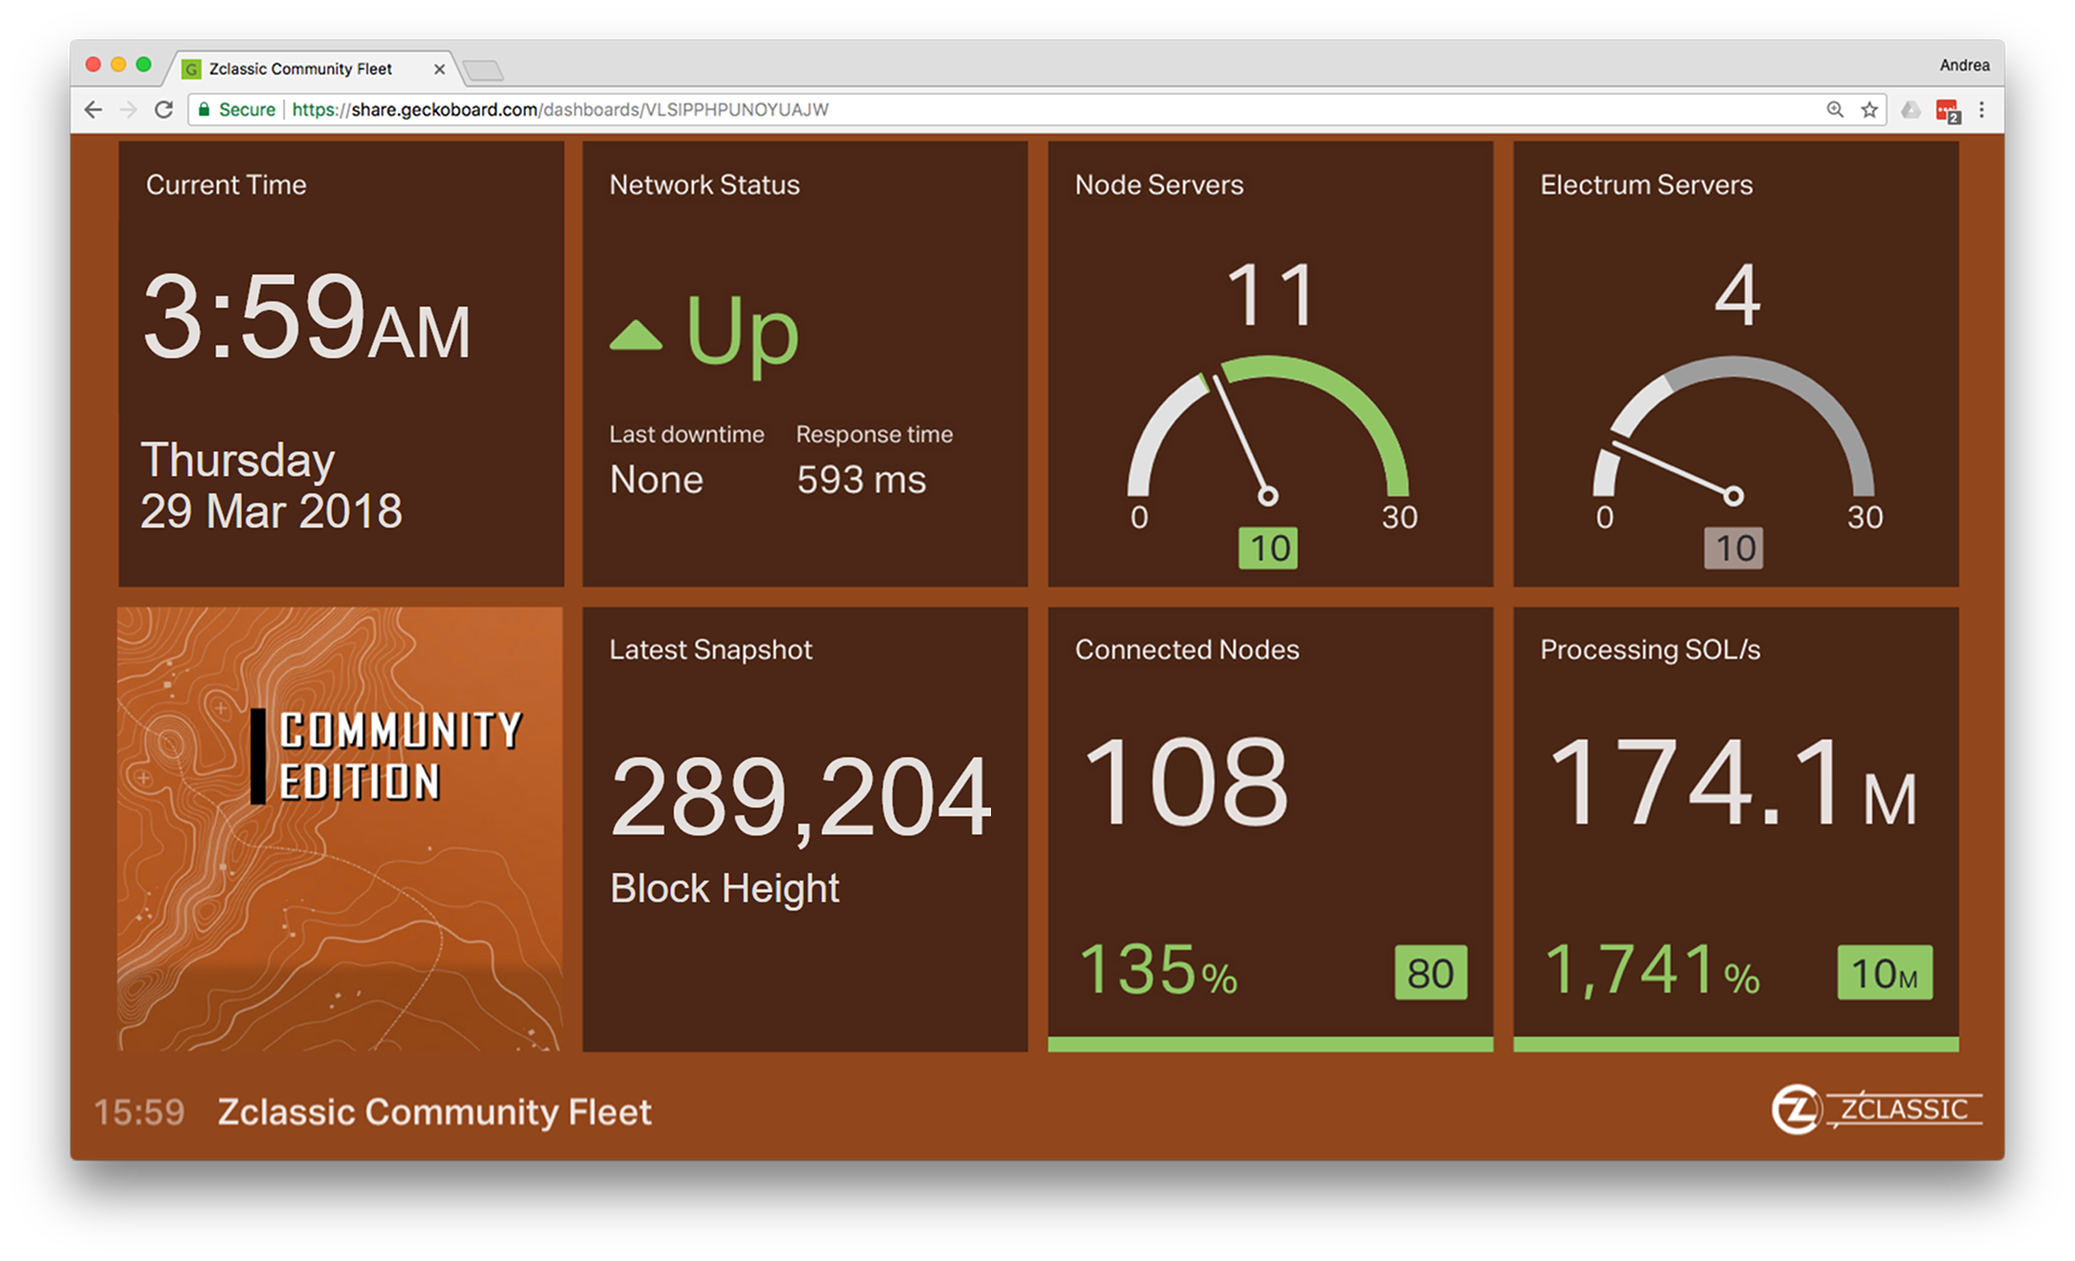 G Zclassic Community Fleet
Andrea
Secure https://share.geckoboard.com/dashboards/VLSIPPHPUNOYUAJW
2
Current Time
3:59AM
Thursday
29 Mar 2018
Network Status
Up
Last downtime Response time
None 593 ms
Node Servers
11
0 30
10
Electrum Servers
4
0 30
10
COMMUNITY
EDITION
Latest Snapshot
289,204
Block Height
Connected Nodes
108
135% 80
Processing SOL/s
174.1M
1,741% 10M
15:59 Zclassic Community Fleet
ZCLASSIC